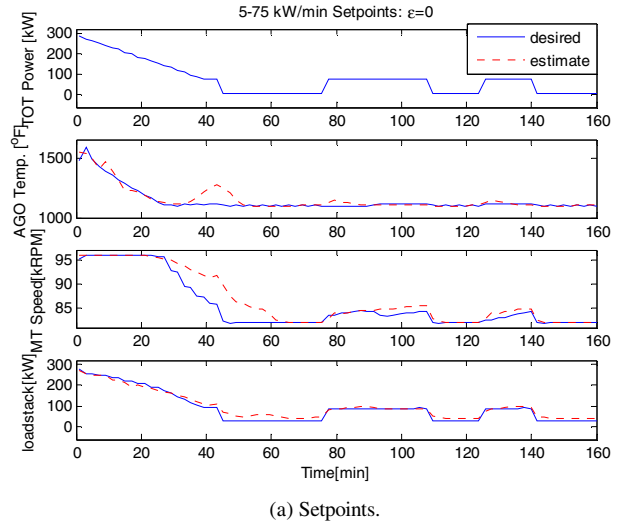 5-75 kW/min Setpoints: ε=0
TOT Power [kW]
300
200
100
0
0 20 40 60 80 100 120 140 160
desired
estimate
AGO Temp. [°F]
1500
1000
0 20 40 60 80 100 120 140 160
MT Speed[kRPM]
95
90
85
0 20 40 60 80 100 120 140 160
loadstack[kW]
300
200
100
0
0 20 40 60 80 100 120 140 160
Time[min]
(a) Setpoints.